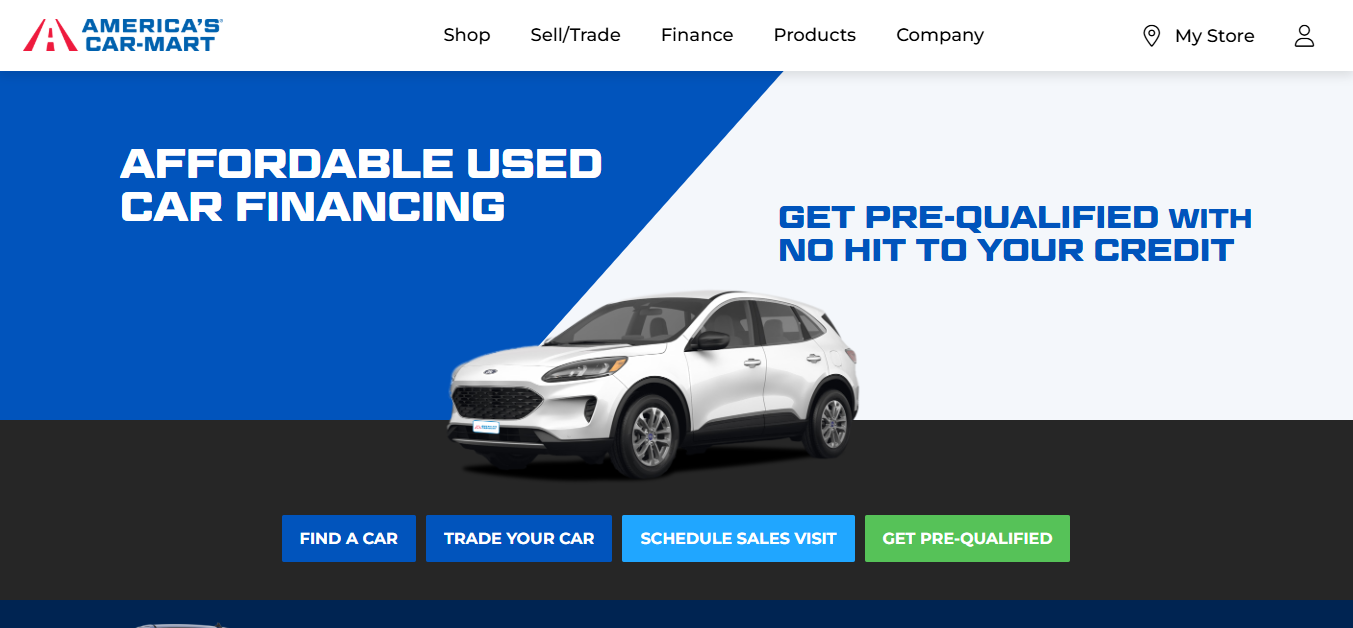 AMERICA'S
CAR-MART
Shop
Sell/Trade
Finance
Products
Company
My Store
AFFORDABLE USED
CAR FINANCING
GET PRE-QUALIFIED WITH
NO HIT TO YOUR CREDIT
FIND A CAR
TRADE YOUR CAR
SCHEDULE SALES VISIT
GET PRE-QUALIFIED